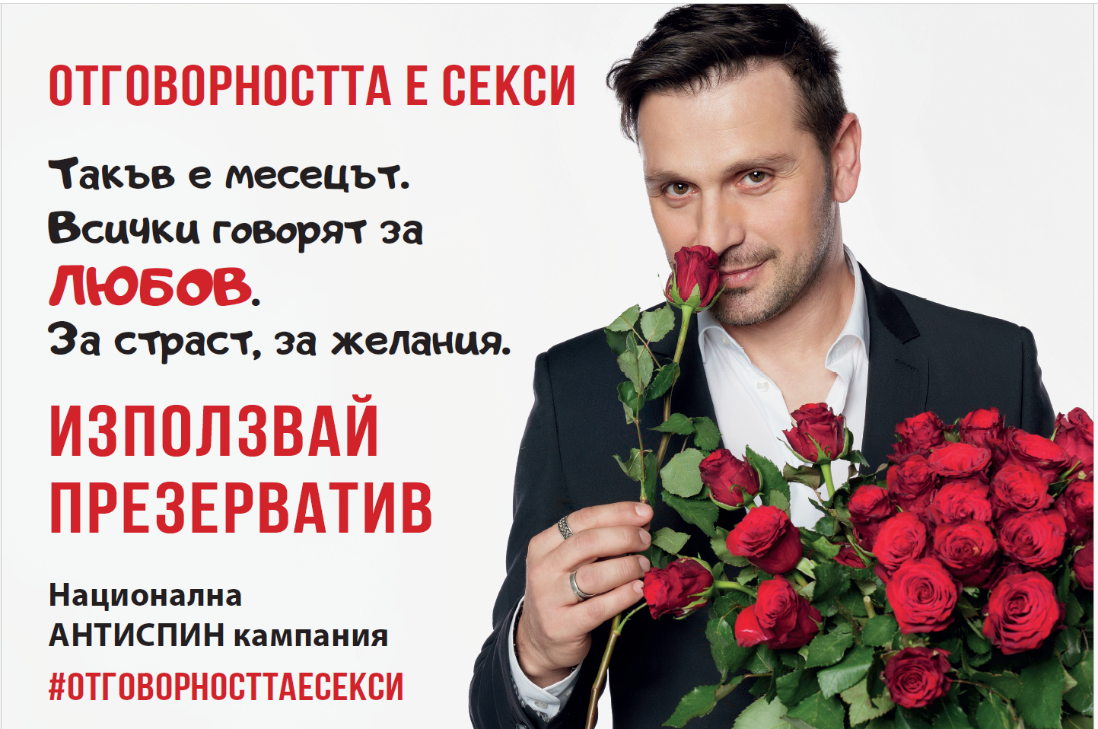 ОТГОВОРНОСТТА Е СЕКСИ
Такъв е месецът.
Всички говорят за
ЛЮБОВ.
За страст, за желания.
ИЗПОЛЗВАЙ
ПРЕЗЕРВАТИВ
Национална
АНТИСПИН кампания
#ОТГОВОРНОСТТАЕСЕКСИ